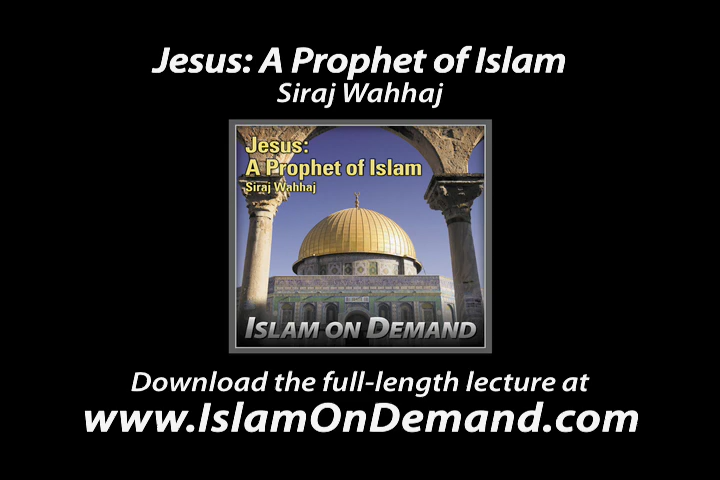 Jesus: A Prophet of Islam
Siraj Wahhaj
Jesus:
A Prophet of Islam
Siraj Wahhaj
ISLAM ON DEMAND
Download the full-length lecture at
www.IslamOnDemand.com